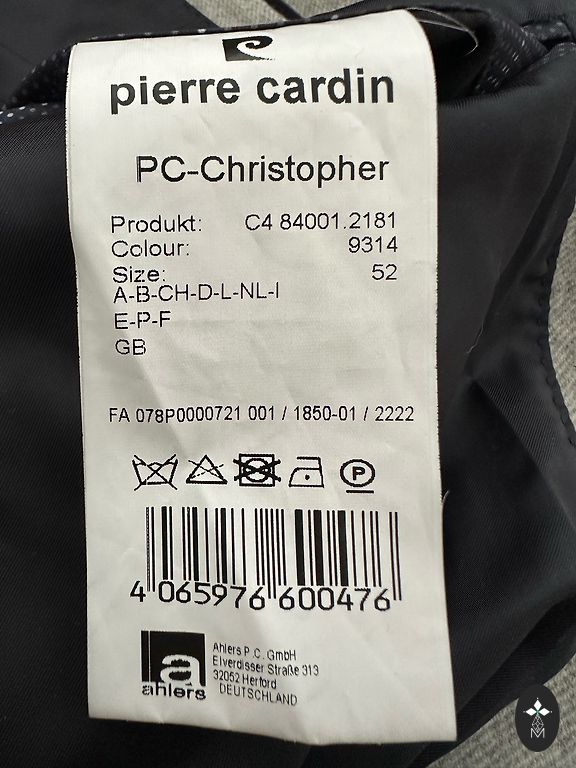 pierre cardin
PC-Christopher
Produkt: C4 84001.2181
Colour: 9314
Size: 52
A-B-CH-D-L-NL-I
E-P-F
GB
FA 078P0000721 001 / 1850-01 / 2222
P
4 065976 600476
a
ahlers
Ahlers P.C. GmbH
Elverdisser Straße 313
32052 Herford
DEUTSCHLAND
M